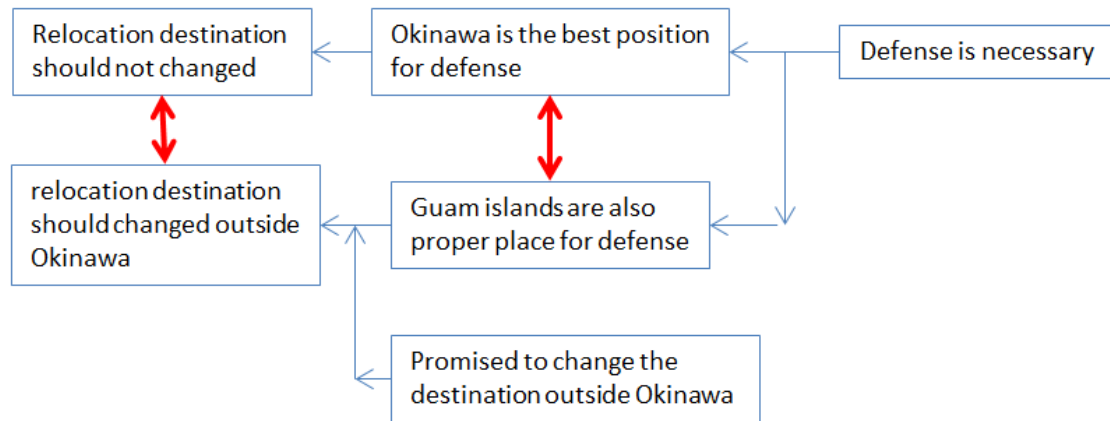 Relocation destination
should not changed
Okinawa is the best position
for defense
Defense is necessary
relocation destination
should changed outside
Okinawa
Guam islands are also
proper place for defense
Promised to change the
destination outside Okinawa